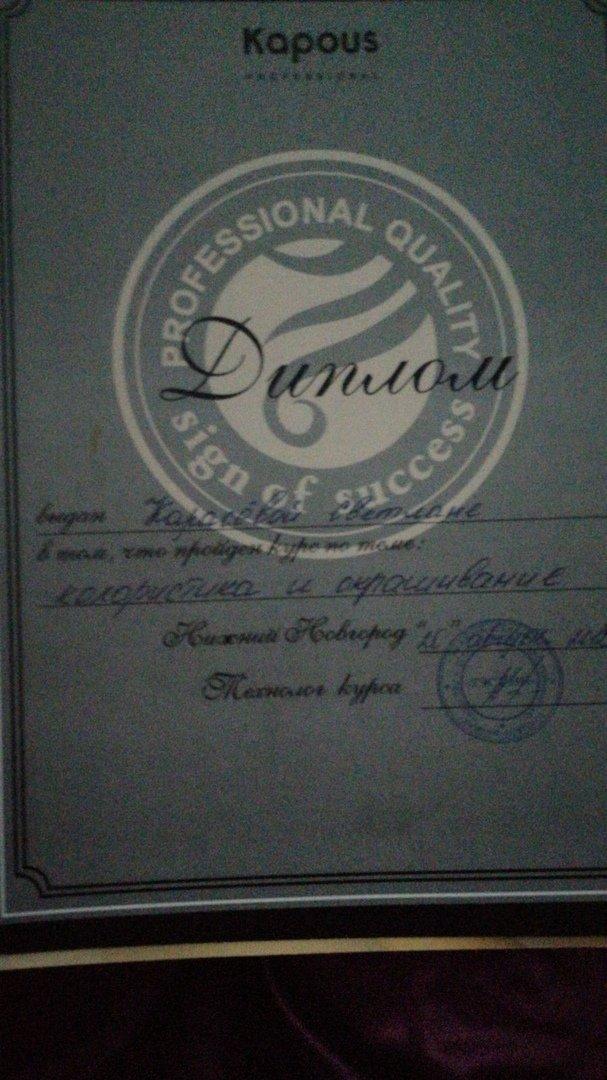 Kapous
PROFESSIONAL
PROFESSIONAL QUALITY
Диплом
sign of success
выдан Светлане
в том, что пройден курс по теме:
колористика и окрашивание
Нижний Новгород
Технолог курса